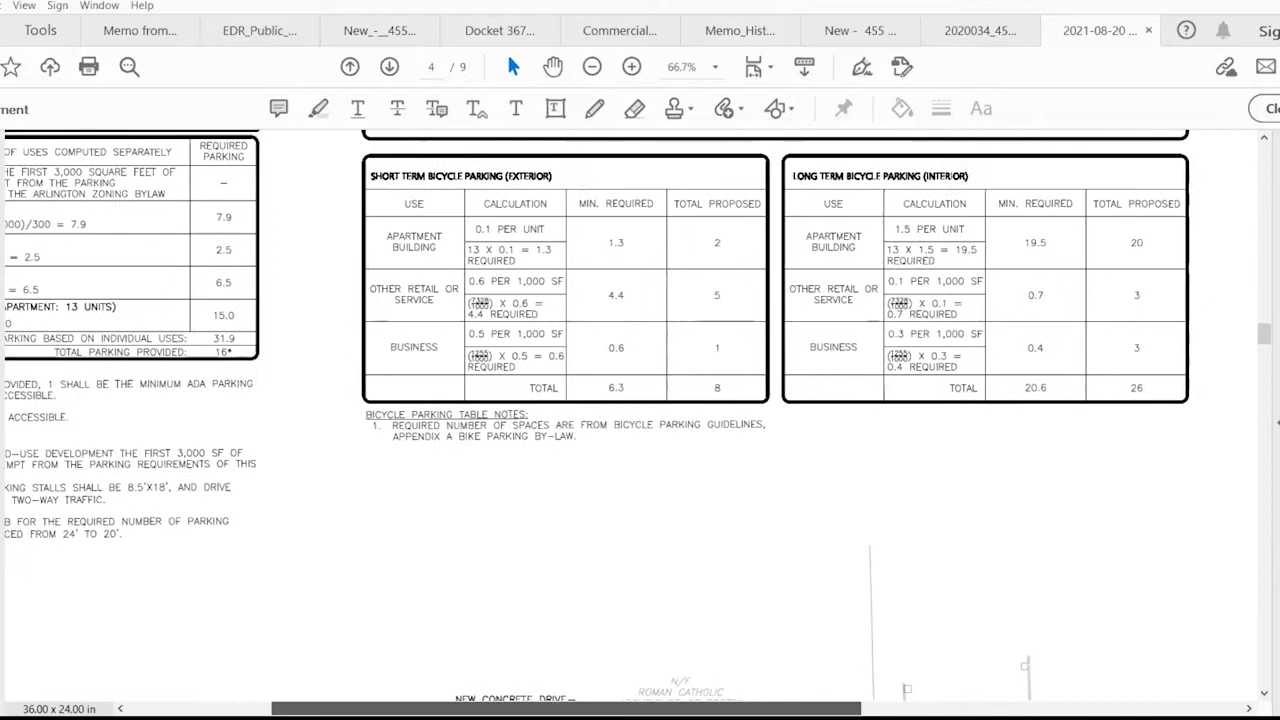 View Sign Window Help
Tools Memo from... EDR_Public_... New_-__455... Docket 367... Commercial... Memo_Hist... New - 455 ... 2020034_45... 2021-08-20 ... ×
4 / 9 66.7%
OF USES COMPUTED SEPARATELY REQUIRED PARKING
HE FIRST 3,000 SQUARE FEET OF
T FROM THE PARKING
THE ARLINGTON ZONING BYLAW –
000)/300 = 7.9 7.9
= 2.5 2.5
= 6.5 6.5
APARTMENT: 13 UNITS)
0 15.0
ARKING BASED ON INDIVIDUAL USES: 31.9
TOTAL PARKING PROVIDED: 16*
OVIDED, 1 SHALL BE THE MINIMUM ADA PARKING
CCESSIBLE.
ACCESSIBLE.
D-USE DEVELOPMENT THE FIRST 3,000 SF OF
EMPT FROM THE PARKING REQUIREMENTS OF THIS
KING STALLS SHALL BE 8.5'X18', AND DRIVE
TWO-WAY TRAFFIC.
B FOR THE REQUIRED NUMBER OF PARKING
CED FROM 24' TO 20'.
SHORT TERM BICYCLE PARKING (EXTERIOR)
USE CALCULATION MIN. REQUIRED TOTAL PROPOSED
APARTMENT BUILDING 0.1 PER UNIT 1.3 2
13 X 0.1 = 1.3
REQUIRED
OTHER RETAIL OR SERVICE 0.6 PER 1,000 SF 4.4 5
X 0.6 =
4.4 REQUIRED
BUSINESS 0.5 PER 1,000 SF 0.6 1
X 0.5 = 0.6
REQUIRED
TOTAL 6.3 8
LONG TERM BICYCLE PARKING (INTERIOR)
USE CALCULATION MIN. REQUIRED TOTAL PROPOSED
APARTMENT BUILDING 1.5 PER UNIT 19.5 20
13 X 1.5 = 19.5
REQUIRED
OTHER RETAIL OR SERVICE 0.1 PER 1,000 SF 0.7 3
X 0.1 =
0.7 REQUIRED
BUSINESS 0.3 PER 1,000 SF 0.4 3
X 0.3 =
0.4 REQUIRED
TOTAL 20.6 26
BICYCLE PARKING TABLE NOTES:
1. REQUIRED NUMBER OF SPACES ARE FROM BICYCLE PARKING GUIDELINES,
APPENDIX A BIKE PARKING BY-LAW.
N/F
ROMAN CATHOLIC
NEW CONCRETE DRIVE-
36.00 x 24.00 in